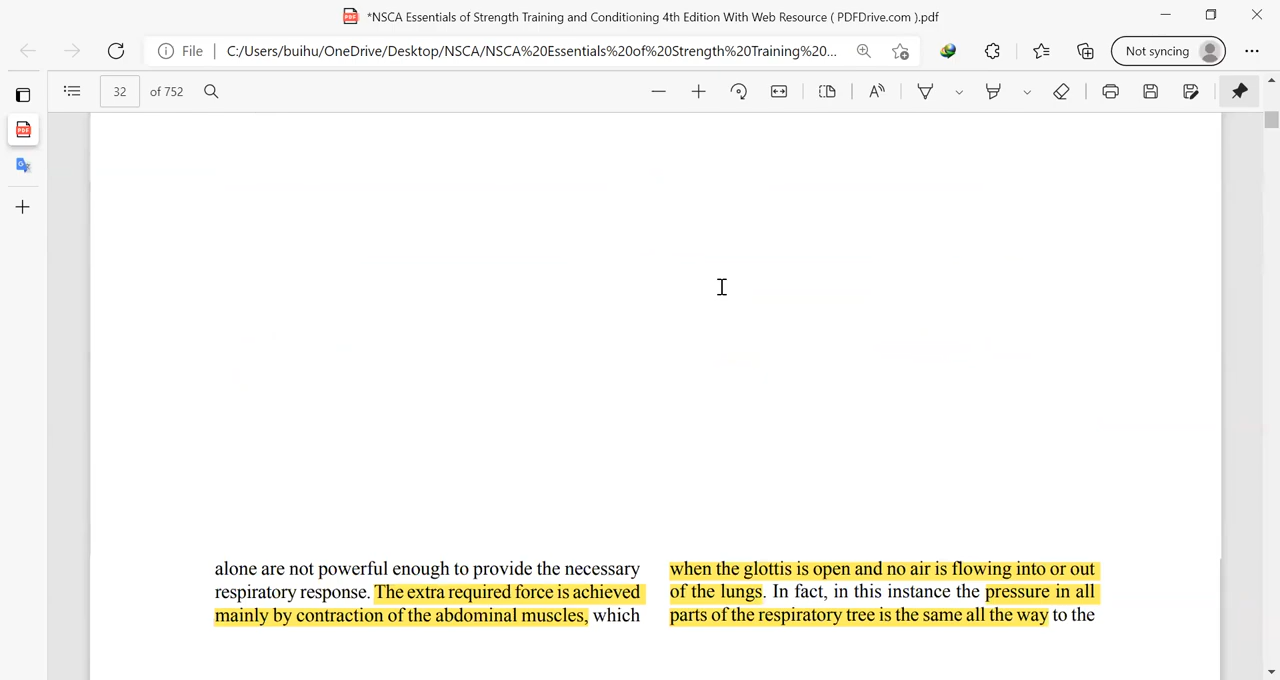 *NSCA Essentials of Strength Training and Conditioning 4th Edition With Web Resource ( PDFDrive.com ).pdf
File
C:/Users/buihu/OneDrive/Desktop/NSCA/NSCA%20Essentials%20of%20Strength%20Training%20...
Not syncing
32 of 752
alone are not powerful enough to provide the necessary
respiratory response. The extra required force is achieved
mainly by contraction of the abdominal muscles, which
when the glottis is open and no air is flowing into or out
of the lungs. In fact, in this instance the pressure in all
parts of the respiratory tree is the same all the way to the